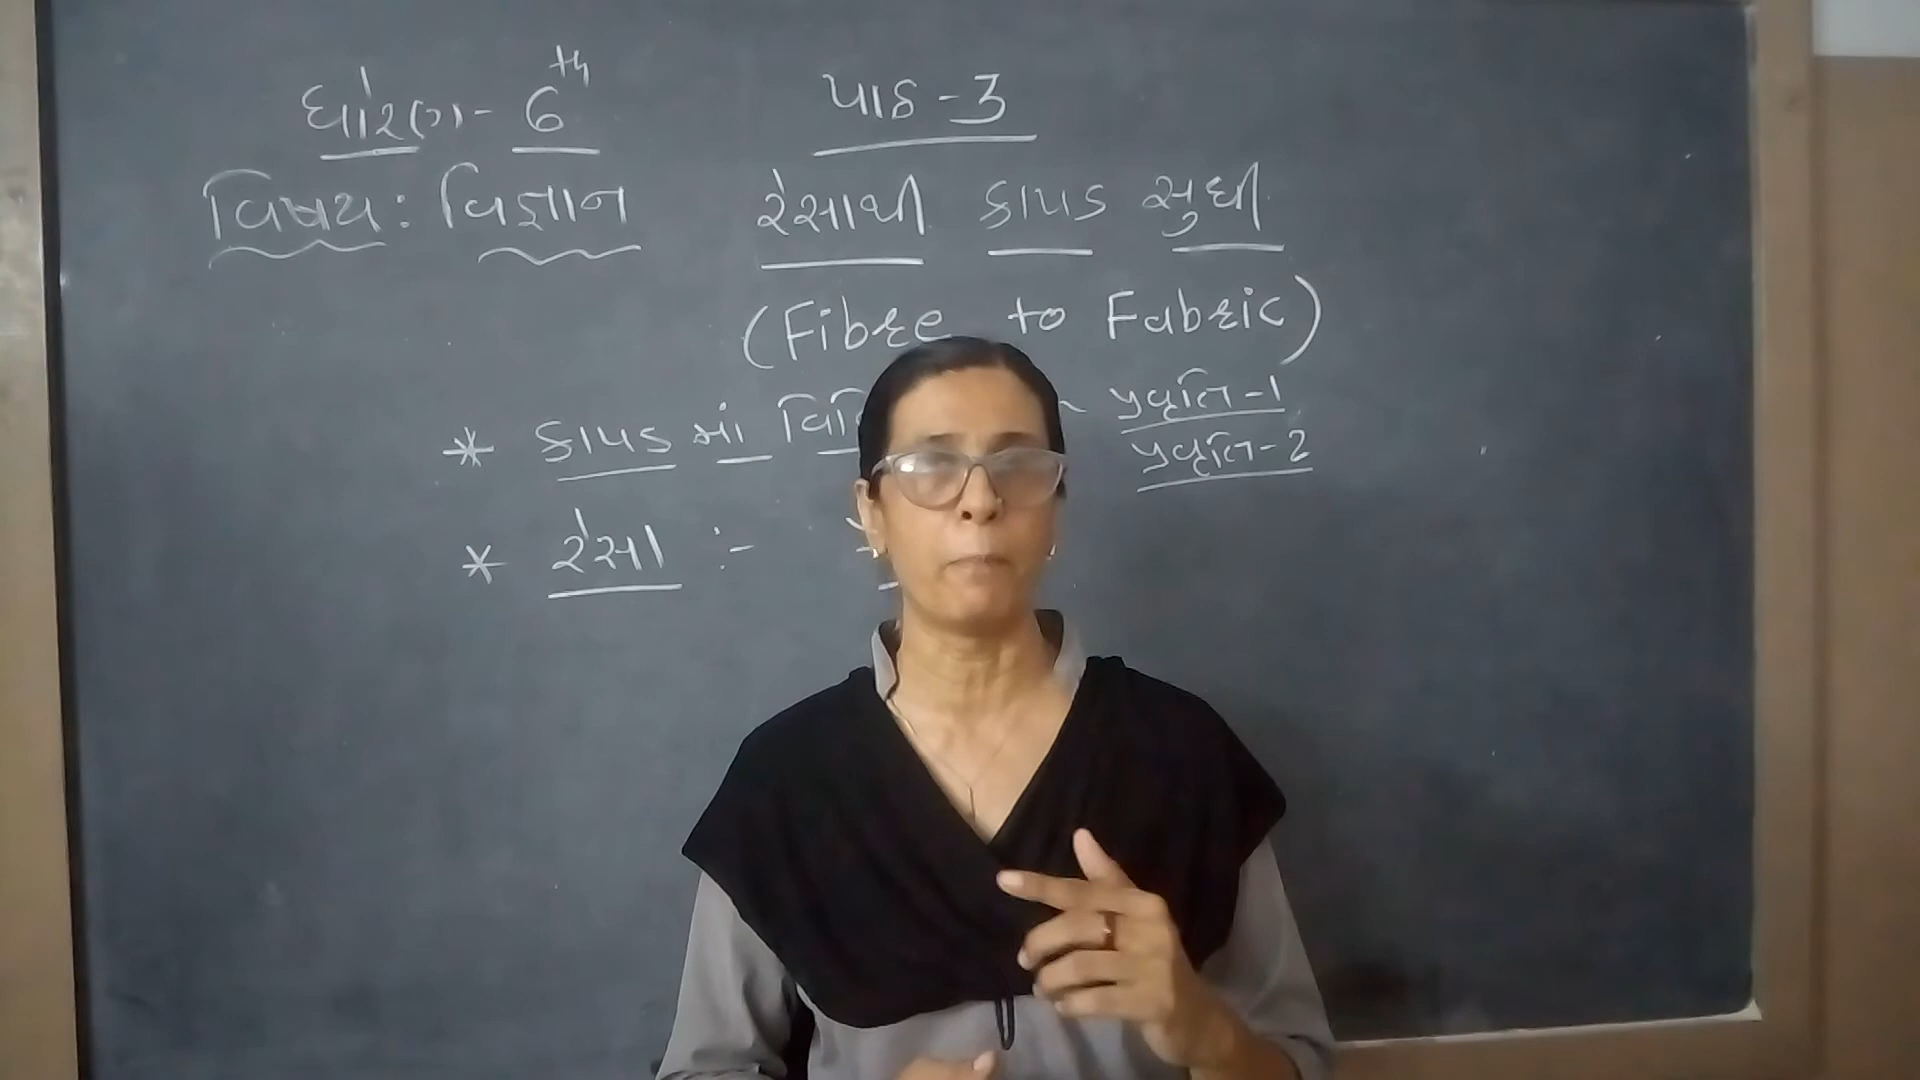 ધોરણ - 6th
પાઠ - 3
વિષય : વિજ્ઞાન
રેસાથી કાપડ સુધી
(Fibre to Fabric)
* કાપડ માં
પ્રવૃતિ - 1
પ્રવૃતિ - 2
* રેસા :-